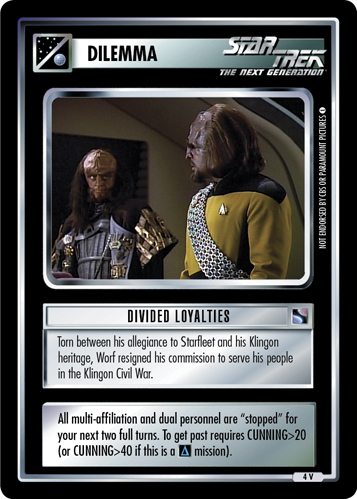 DILEMMA
STAR TREK
THE NEXT GENERATION
NOT ENDORSED BY CBS OR PARAMOUNT PICTURES
DIVIDED LOYALTIES
Torn between his allegiance to Starfleet and his Klingon
heritage, Worf resigned his commission to serve his people
in the Klingon Civil War.
All multi-affiliation and dual personnel are “stopped” for
your next two full turns. To get past requires CUNNING>20
(or CUNNING>40 if this is a Δ mission).
4 V